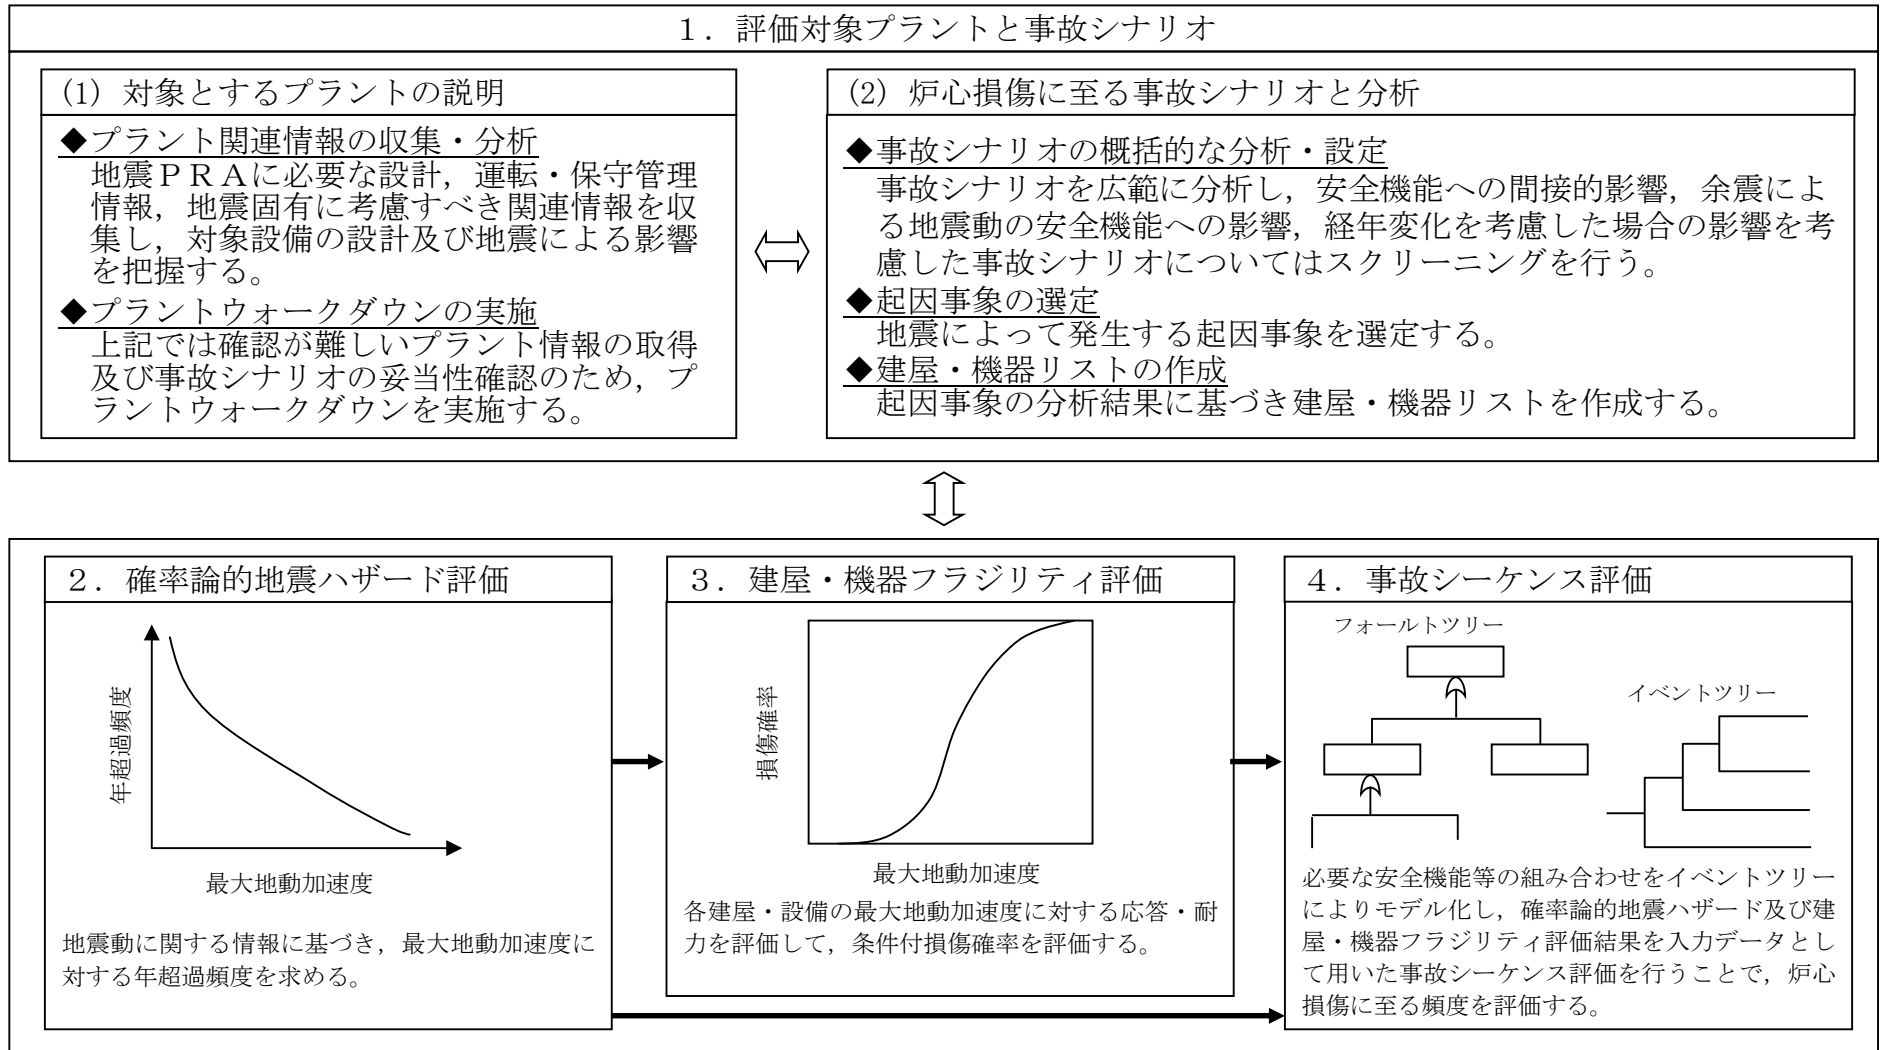 １．評価対象プラントと事故シナリオ
(1) 対象とするプラントの説明
◆プラント関連情報の収集・分析
地震ＰＲＡに必要な設計，運転・保守管理
情報，地震固有に考慮すべき関連情報を収
集し，対象設備の設計及び地震による影響
を把握する。
◆プラントウォークダウンの実施
上記では確認が難しいプラント情報の取得
及び事故シナリオの妥当性確認のため，プ
ラントウォークダウンを実施する。
(2) 炉心損傷に至る事故シナリオと分析
◆事故シナリオの概括的な分析・設定
事故シナリオを広範に分析し，安全機能への間接的影響，余震によ
る地震動の安全機能への影響，経年変化を考慮した場合の影響を考
慮した事故シナリオについてはスクリーニングを行う。
◆起因事象の選定
地震によって発生する起因事象を選定する。
◆建屋・機器リストの作成
起因事象の分析結果に基づき建屋・機器リストを作成する。
２．確率論的地震ハザード評価
年超過頻度
最大地動加速度
地震動に関する情報に基づき，最大地動加速度に
対する年超過頻度を求める。
３．建屋・機器フラジリティ評価
損傷確率
最大地動加速度
各建屋・設備の最大地動加速度に対する応答・耐
力を評価して，条件付損傷確率を評価する。
４．事故シーケンス評価
フォールトツリー
イベントツリー
必要な安全機能等の組み合わせをイベントツリー
によりモデル化し，確率論的地震ハザード及び建
屋・機器フラジリティ評価結果を入力データとし
て用いた事故シーケンス評価を行うことで，炉心
損傷に至る頻度を評価する。